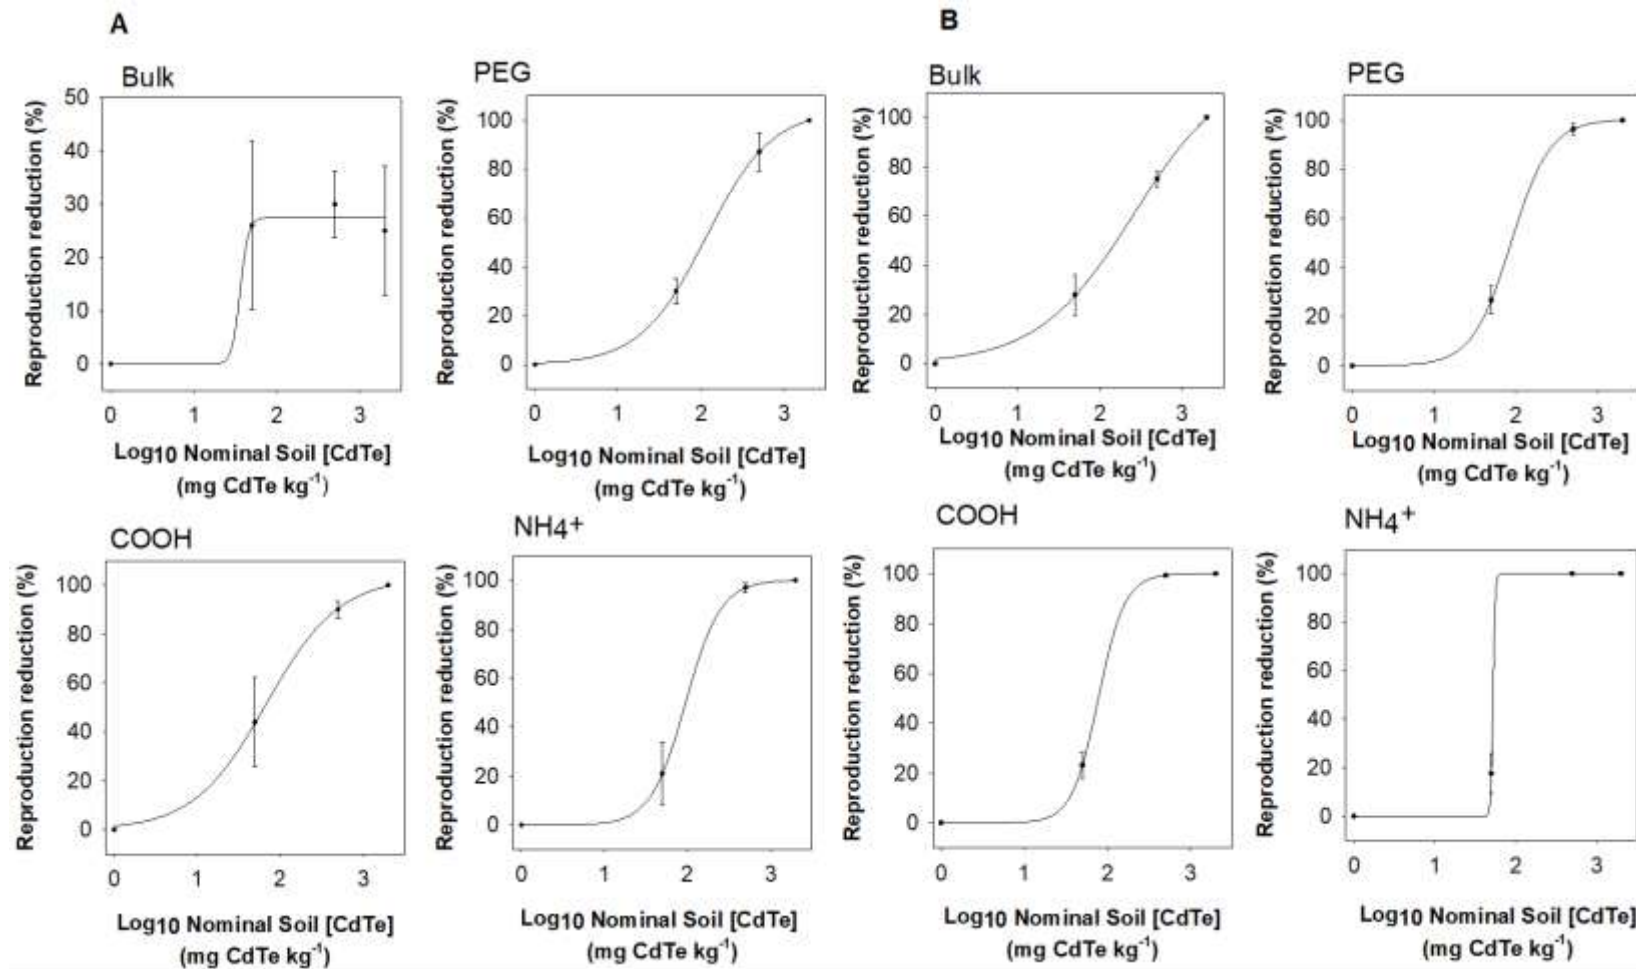 A
Bulk
Reproduction reduction (%)
50
40
30
20
10
0
0 1 2 3
Log10 Nominal Soil [CdTe]
(mg CdTe kg-1)
PEG
Reproduction reduction (%)
100
80
60
40
20
0
0 1 2 3
Log10 Nominal Soil [CdTe]
(mg CdTe kg-1)
COOH
Reproduction reduction (%)
100
80
60
40
20
0
0 1 2 3
Log10 Nominal Soil [CdTe]
(mg CdTe kg-1)
NH4+
Reproduction reduction (%)
100
80
60
40
20
0
0 1 2 3
Log10 Nominal Soil [CdTe]
(mg CdTe kg-1)
B
Bulk
Reproduction reduction (%)
100
80
60
40
20
0
0 1 2 3
Log10 Nominal Soil [CdTe]
(mg CdTe kg-1)
PEG
Reproduction reduction (%)
100
80
60
40
20
0
0 1 2 3
Log10 Nominal Soil [CdTe]
(mg CdTe kg-1)
COOH
Reproduction reduction (%)
100
80
60
40
20
0
0 1 2 3
Log10 Nominal Soil [CdTe]
(mg CdTe kg-1)
NH4+
Reproduction reduction (%)
100
80
60
40
20
0
0 1 2 3
Log10 Nominal Soil [CdTe]
(mg CdTe kg-1)